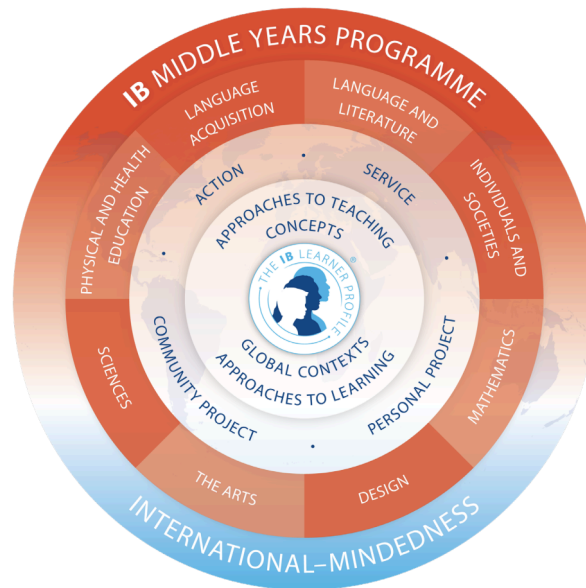 IB MIDDLE YEARS PROGRAMME
LANGUAGE
ACQUISITION
LANGUAGE AND
LITERATURE
PHYSICAL AND HEALTH
EDUCATION
INDIVIDUALS AND
SOCIETIES
ACTION
SERVICE
APPROACHES TO TEACHING
CONCEPTS
THE IB LEARNER PROFILE ®
GLOBAL CONTEXTS
APPROACHES TO LEARNING
COMMUNITY PROJECT
PERSONAL PROJECT
SCIENCES
MATHEMATICS
THE ARTS
DESIGN
INTERNATIONAL–MINDEDNESS